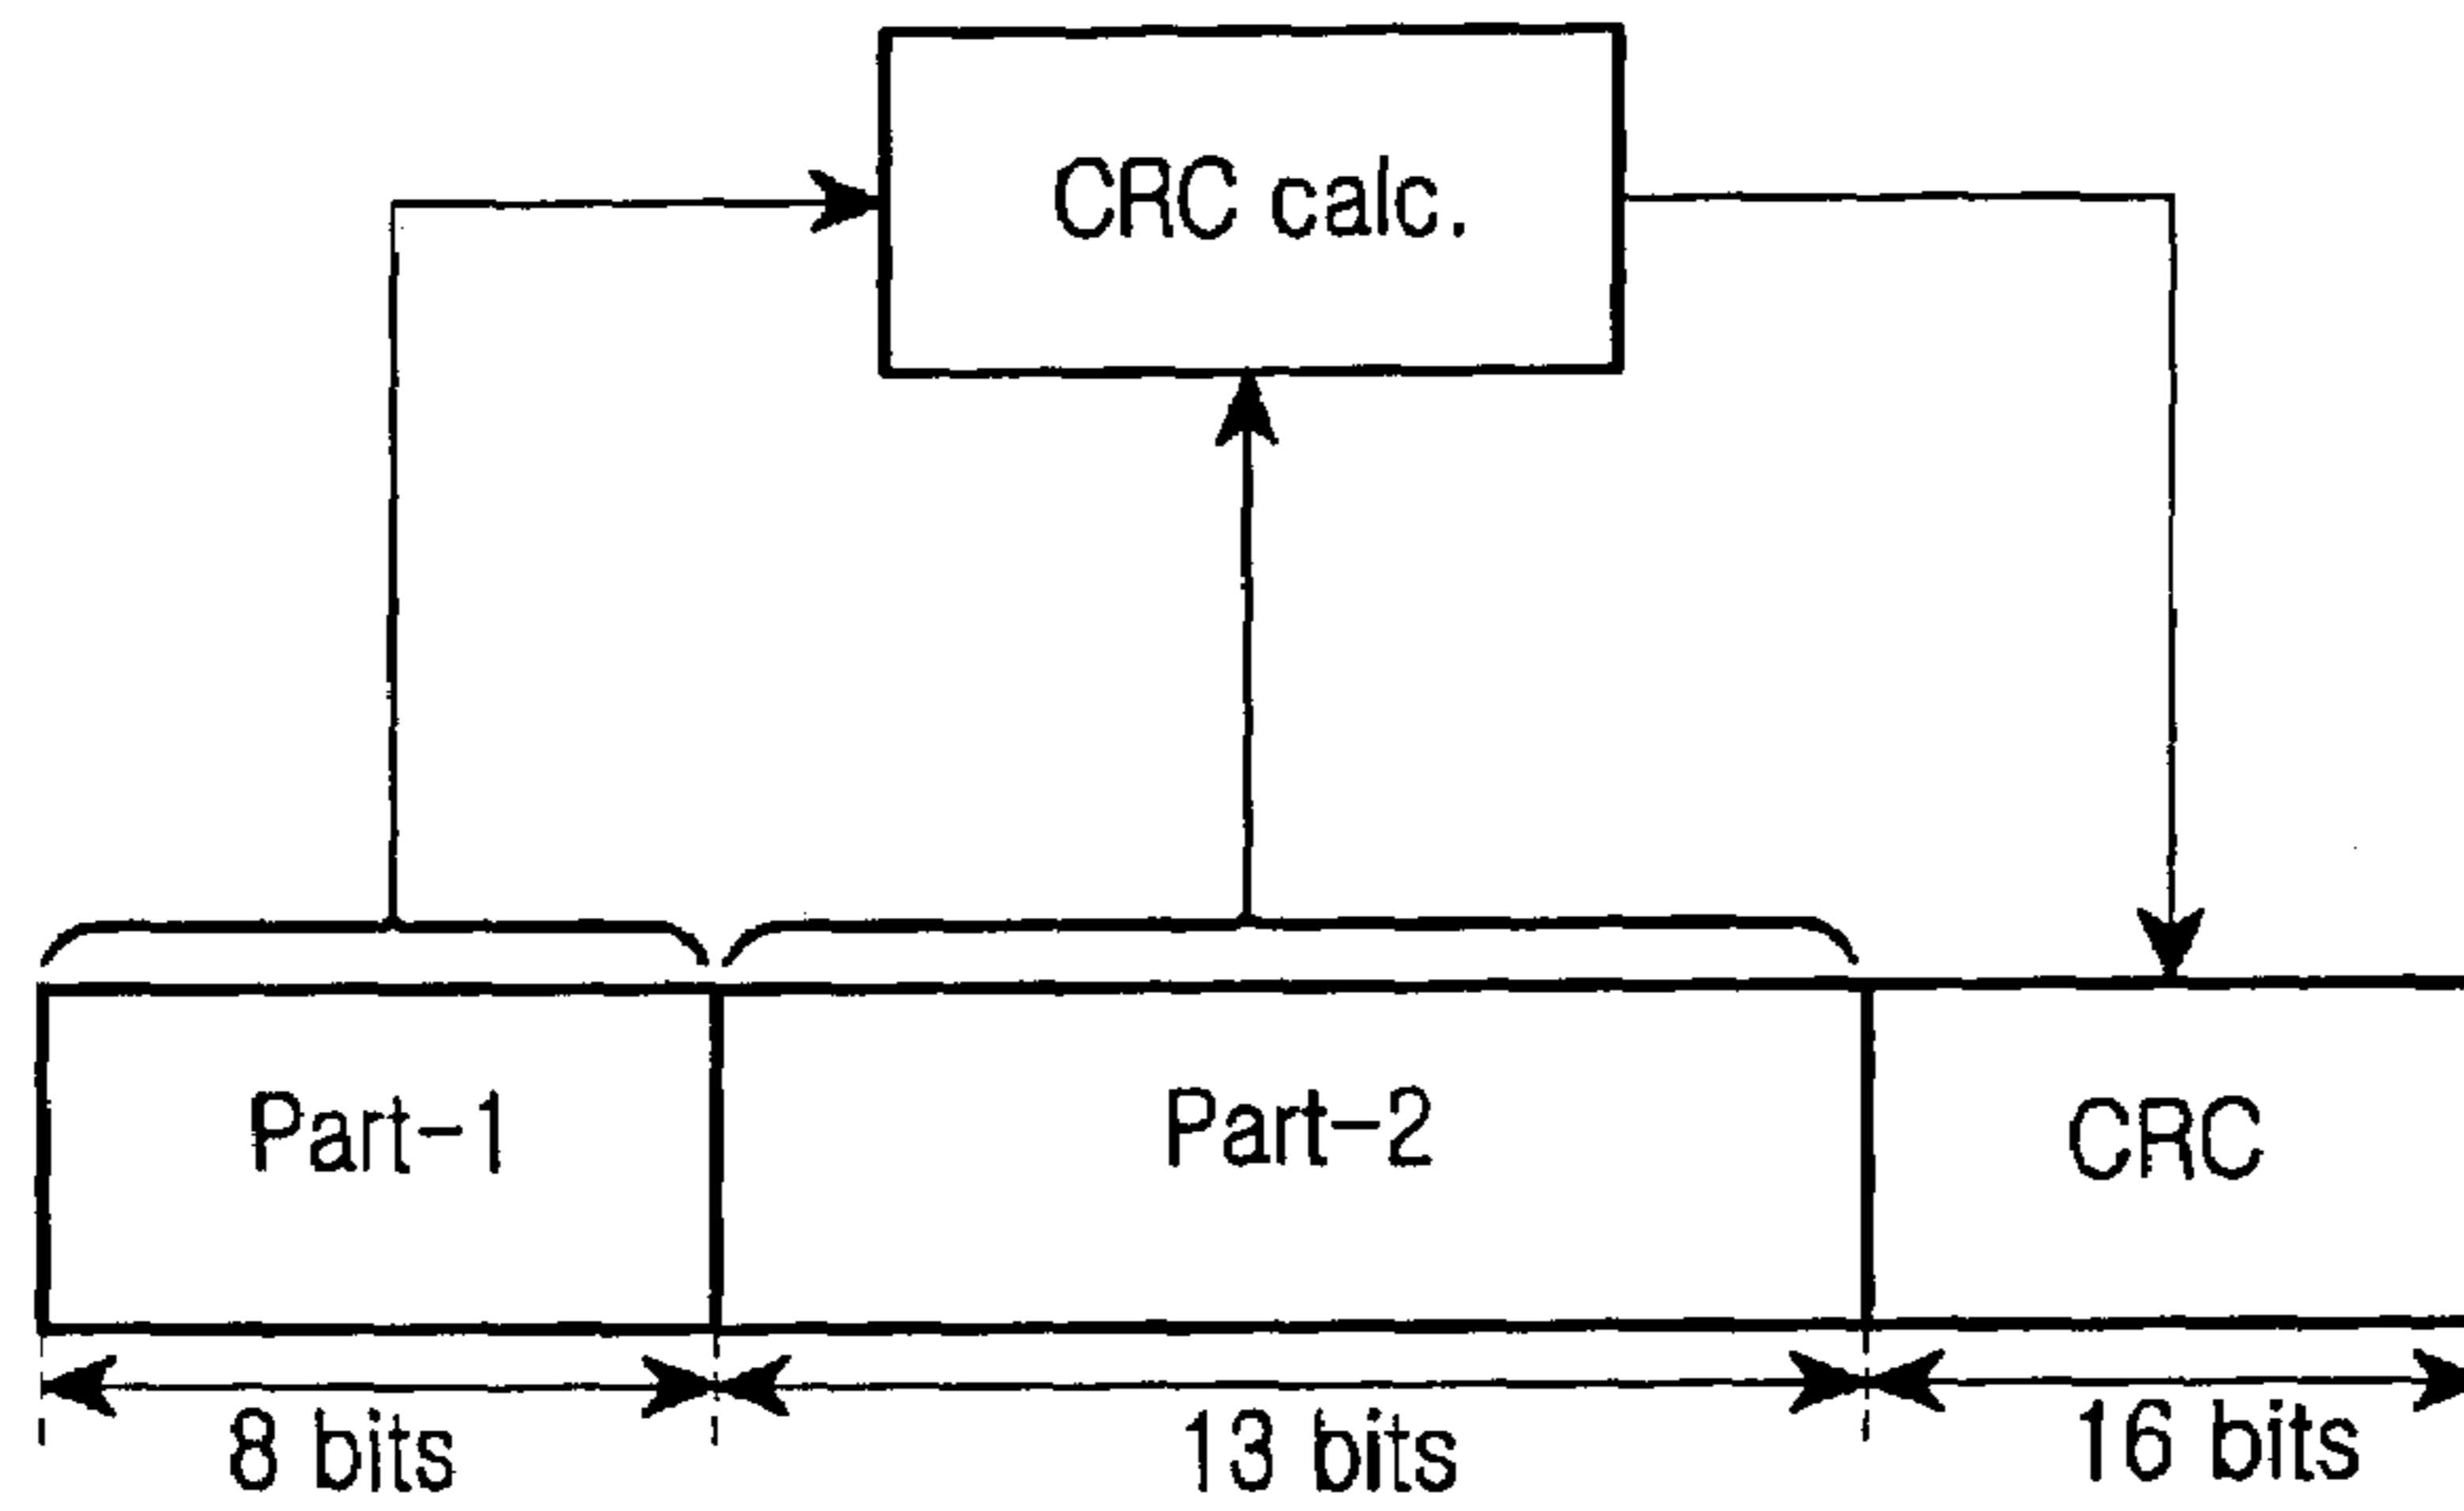 CRC calc.
Part-1
Part-2
CRC
8 bits
13 bits
16 bits